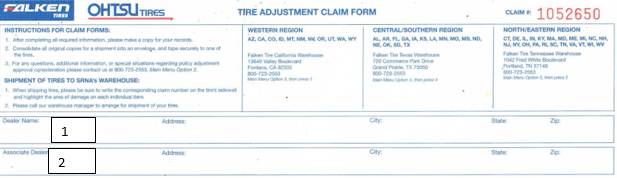 FALKEN TIRES OHTSU TIRES TIRE ADJUSTMENT CLAIM FORM CLAIM #: 1052650
INSTRUCTIONS FOR CLAIM FORMS:
1. After completing all required information, please make a copy for your records.
2. Consolidate all original copies for a shipment into an envelope, and tape securely to one of the tires.
3. For any questions, additional information, or special situations regarding policy adjustment approval consideration please contact us at 800-723-2553, Main Menu Option 2.
SHIPMENT OF TIRES TO SRNA'S WAREHOUSE:
1. When shipping tires, please be sure to write the corresponding claim number on the tire's sidewall and highlight the area of damage on each individual item.
2. Please call our warehouse manager to arrange for shipment of your tires.
WESTERN REGION
AZ, CA, CO, ID, MT, NM, NV, OR, UT, WA, WY
Falken Tire California Warehouse
13649 Valley Boulevard
Fontana, CA 92335
800-723-2553
Main Menu Option 3, then press 1
CENTRAL/SOUTHERN REGION
AL, AR, FL, GA, IA, KS, LA, MN, MO, MS, ND, NE, OK, SD, TX
Falken Tire Texas Warehouse
Commerce Park Drive
Grand Prairie, TX
800-723-2553
Main Menu Option 3, then press
NORTH/EASTERN REGION
CT, DE, IL, IN, KY, MA, MD, ME, MI, NC, NH, NJ, NY, OH, PA, RI, SC, TN, VA, VT, WI, WV
Falken Tire Tennessee Warehouse
1042 Fred White Boulevard
Portland, TN 37148
800-723-2553
Main Menu Option 3, then press
Dealer Name: 1 Address: City: State: Zip:
Associate Dealer 2 Address: City: State: Zip: